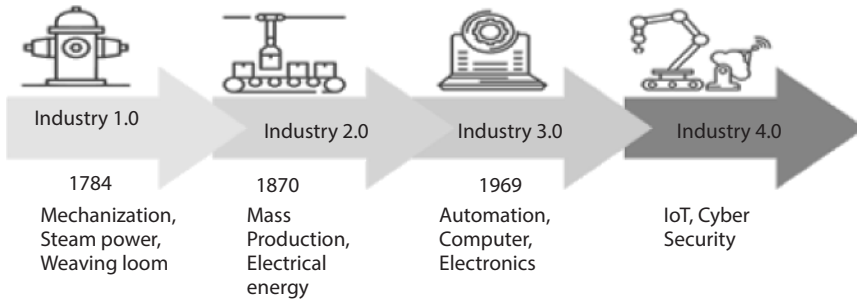 Industry 1.0
Industry 2.0
Industry 3.0
Industry 4.0
1784
Mechanization,
Steam power,
Weaving loom
1870
Mass
Production,
Electrical
energy
1969
Automation,
Computer,
Electronics
IoT, Cyber
Security